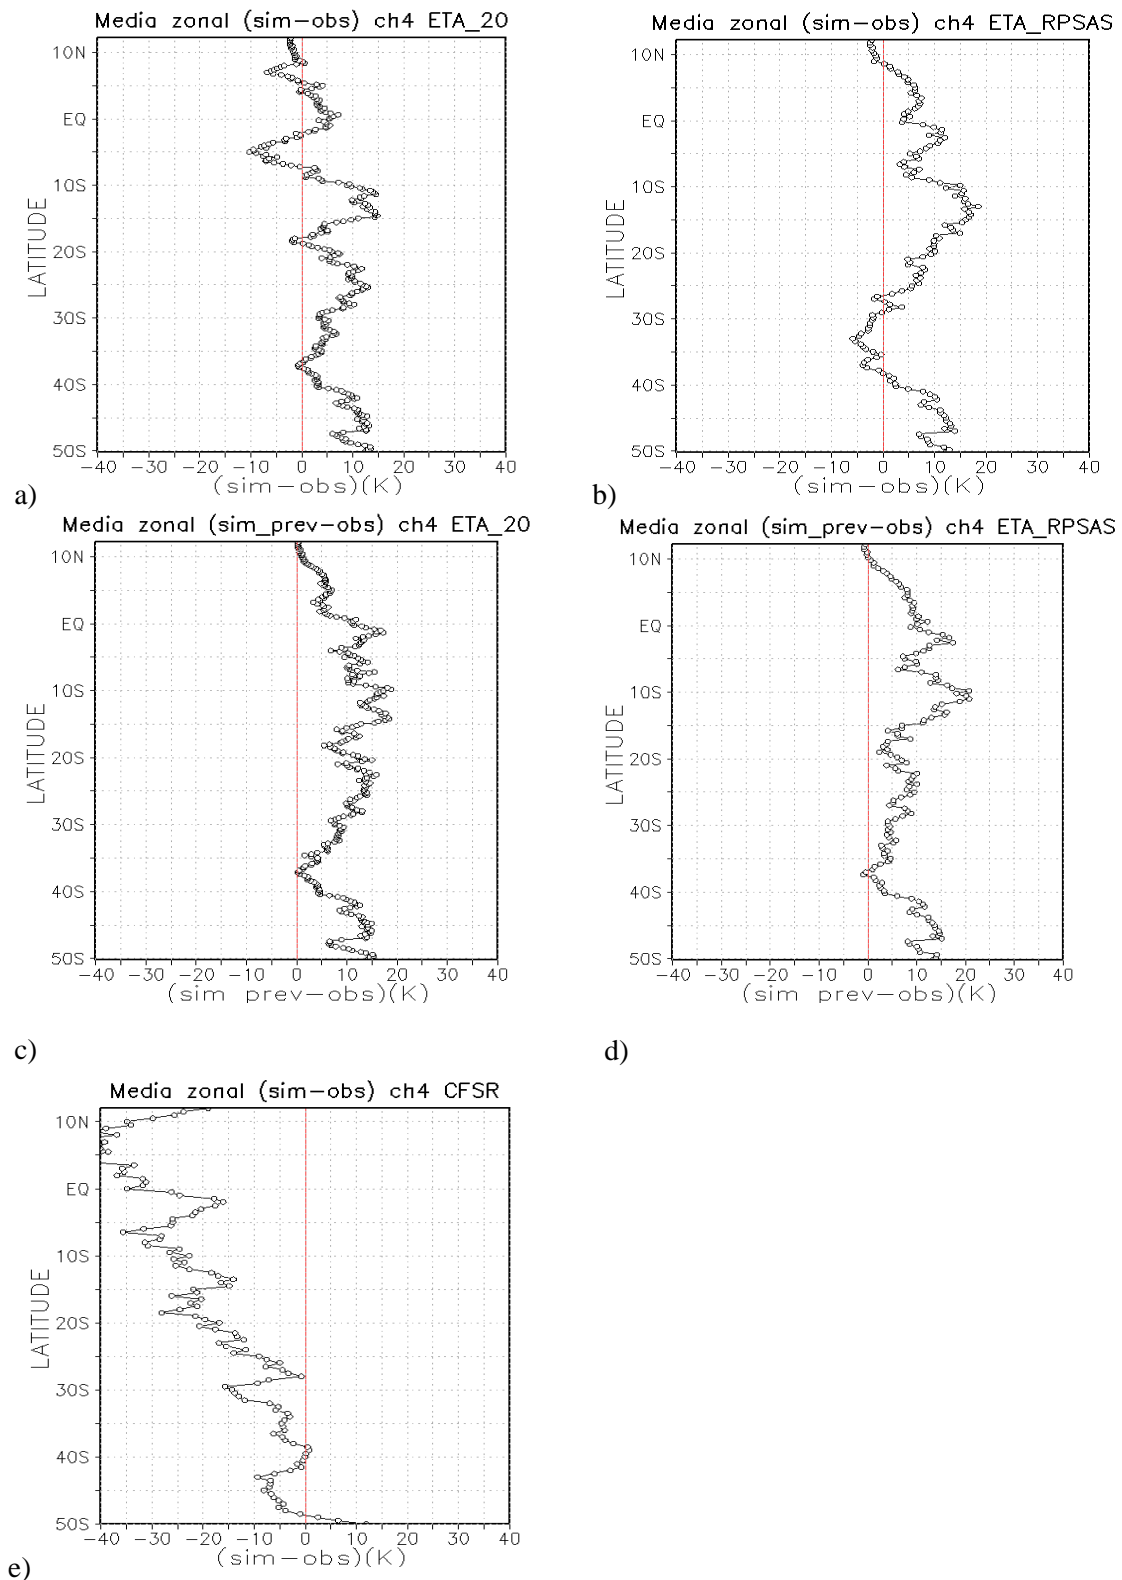 Media zonal (sim-obs) ch4 ETA_20
10N
EQ
10S
20S
30S
40S
50S
LATITUDE
-40 -30 -20 -10 0 10 20 30 40
(sim-obs)(K)
a)
Media zonal (sim-obs) ch4 ETA_RPSAS
10N
EQ
10S
20S
30S
40S
50S
LATITUDE
-40 -30 -20 -10 0 10 20 30 40
(sim-obs)(K)
b)
Media zonal (sim_prev-obs) ch4 ETA_20
10N
EQ
10S
20S
30S
40S
50S
LATITUDE
-40 -30 -20 -10 0 10 20 30 40
(sim prev-obs)(K)
c)
Media zonal (sim_prev-obs) ch4 ETA_RPSAS
10N
EQ
10S
20S
30S
40S
50S
LATITUDE
-40 -30 -20 -10 0 10 20 30 40
(sim prev-obs)(K)
d)
Media zonal (sim-obs) ch4 CFSR
10N
EQ
10S
20S
30S
40S
50S
LATITUDE
-40 -30 -20 -10 0 10 20 30 40
(sim-obs)(K)
e)